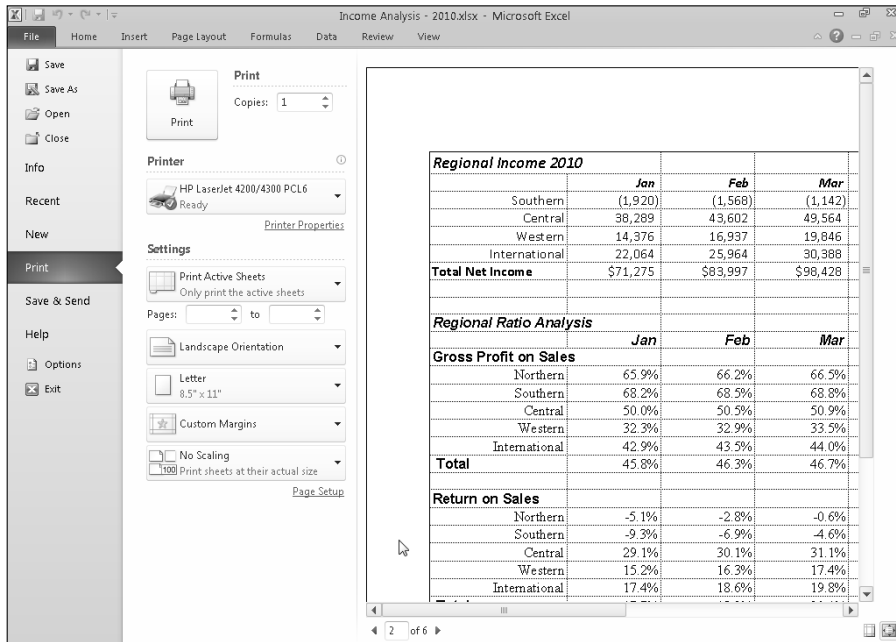 Income Analysis - 2010.xlsx - Microsoft Excel
File Home Insert Page Layout Formulas Data Review View
Save
Save As
Open
Close
Info
Recent
New
Print
Save & Send
Help
Options
Exit
Print
Print
Copies: 1
Printer
HP LaserJet 4200/4300 PCL6
Ready
Printer Properties
Settings
Print Active Sheets
Only print the active sheets
Pages: to
Landscape Orientation
Letter
8.5" x 11"
Custom Margins
No Scaling
100 Print sheets at their actual size
Page Setup
Regional Income 2010
Jan Feb Mar
Southern (1,920) (1,568) (1,142)
Central 38,289 43,602 49,564
Western 14,376 16,937 19,846
International 22,064 25,964 30,388
Total Net Income $71,275 $83,997 $98,428
Regional Ratio Analysis
Jan Feb Mar
Gross Profit on Sales
Northern 65.9% 66.2% 66.5%
Southern 68.2% 68.5% 68.8%
Central 50.0% 50.5% 50.9%
Western 32.3% 32.9% 33.5%
International 42.9% 43.5% 44.0%
Total 45.8% 46.3% 46.7%
Return on Sales
Northern -5.1% -2.8% -0.6%
Southern -9.3% -6.9% -4.6%
Central 29.1% 30.1% 31.1%
Western 15.2% 16.3% 17.4%
International 17.4% 18.6% 19.8%
2 of 6